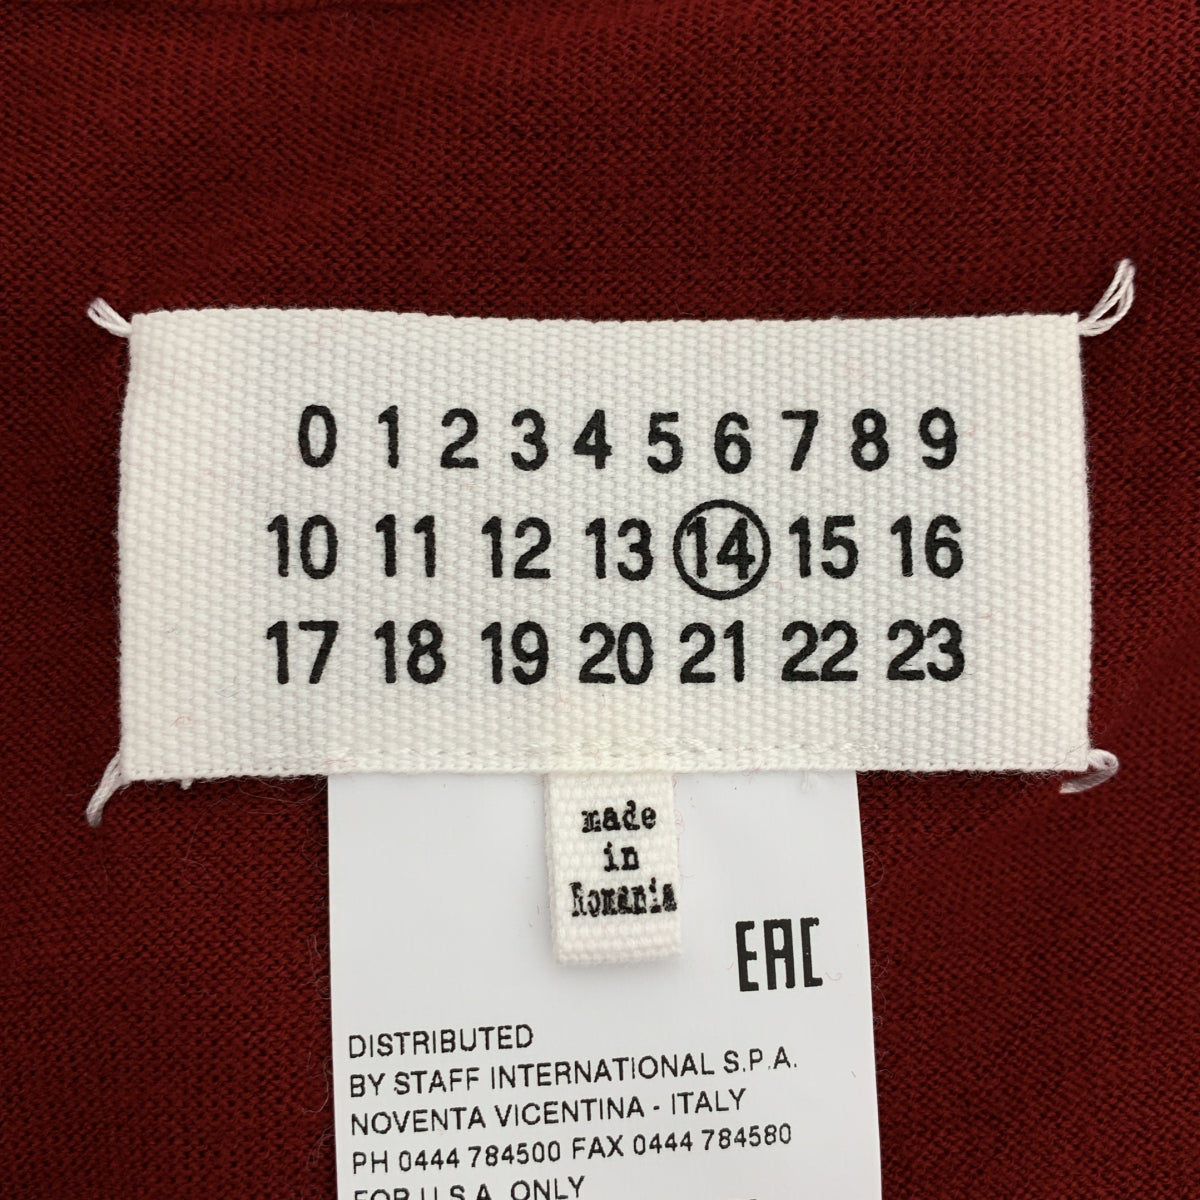 0 1 2 3 4 5 6 7 8 9
10 11 12 13 14 15 16
17 18 19 20 21 22 23
made
in
Romania
EAC
DISTRIBUTED
BY STAFF INTERNATIONAL S.P.A.
NOVENTA VICENTINA - ITALY
PH 0444 784500 FAX 0444 784580
FOR U.S.A. ONLY